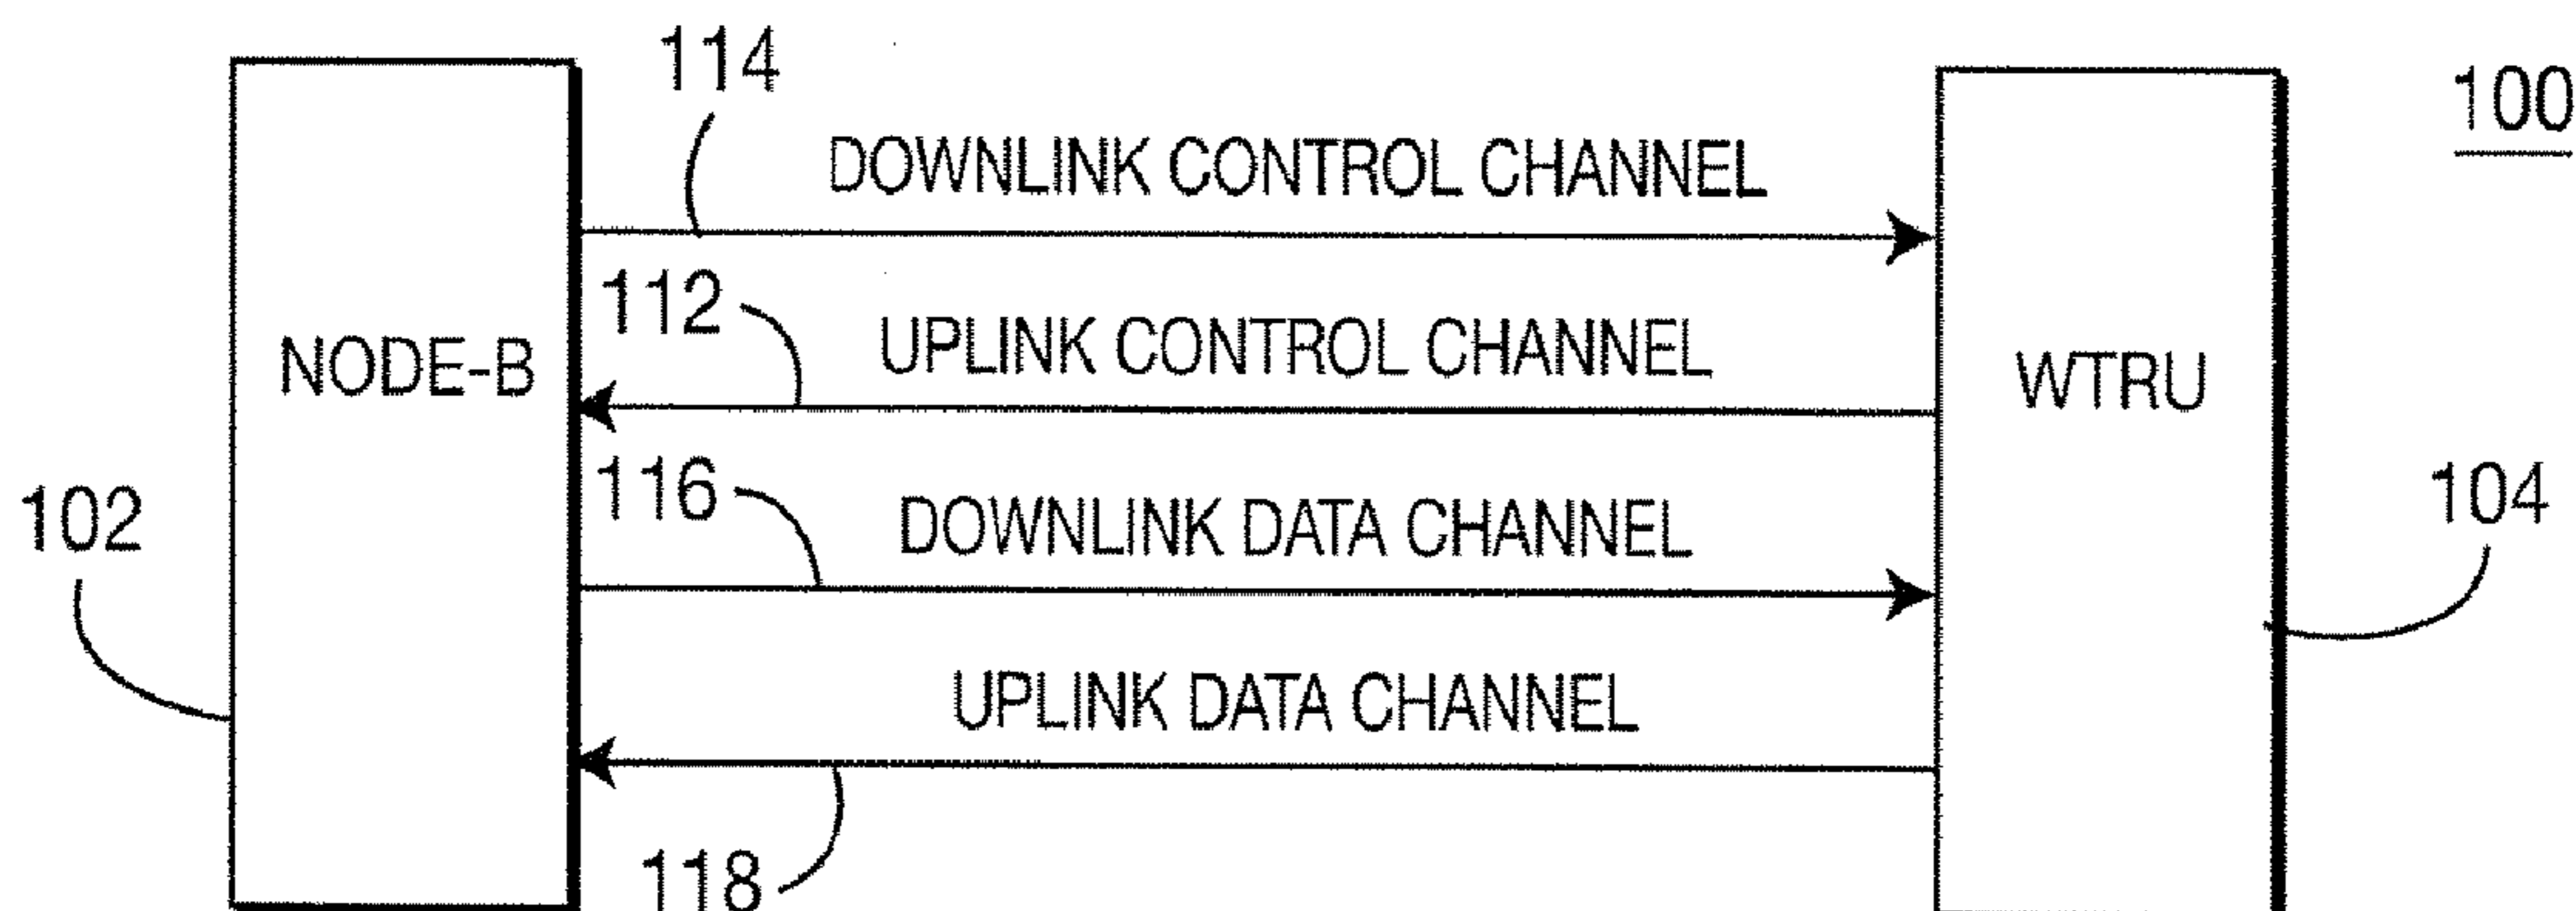 114
100
DOWNLINK CONTROL CHANNEL
112
UPLINK CONTROL CHANNEL
NODE-B
WTRU
116
DOWNLINK DATA CHANNEL
102
104
UPLINK DATA CHANNEL
118